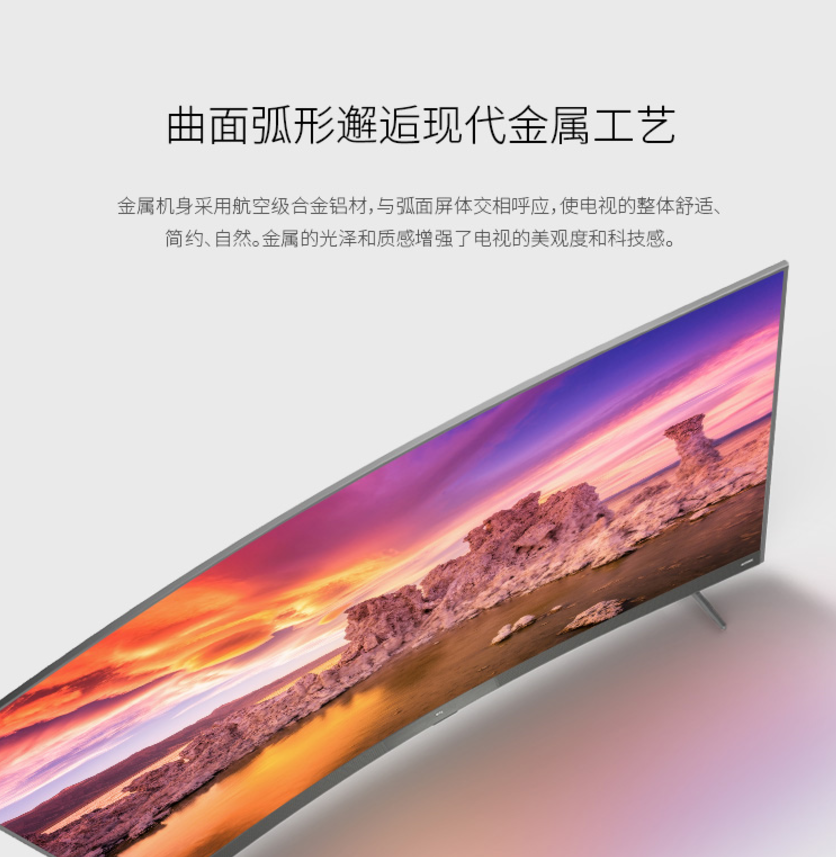 曲面弧形邂逅现代金属工艺
金属机身采用航空级合金铝材,与弧面屏体交相呼应,使电视的整体舒适、
简约、自然。金属的光泽和质感增强了电视的美观度和科技感。